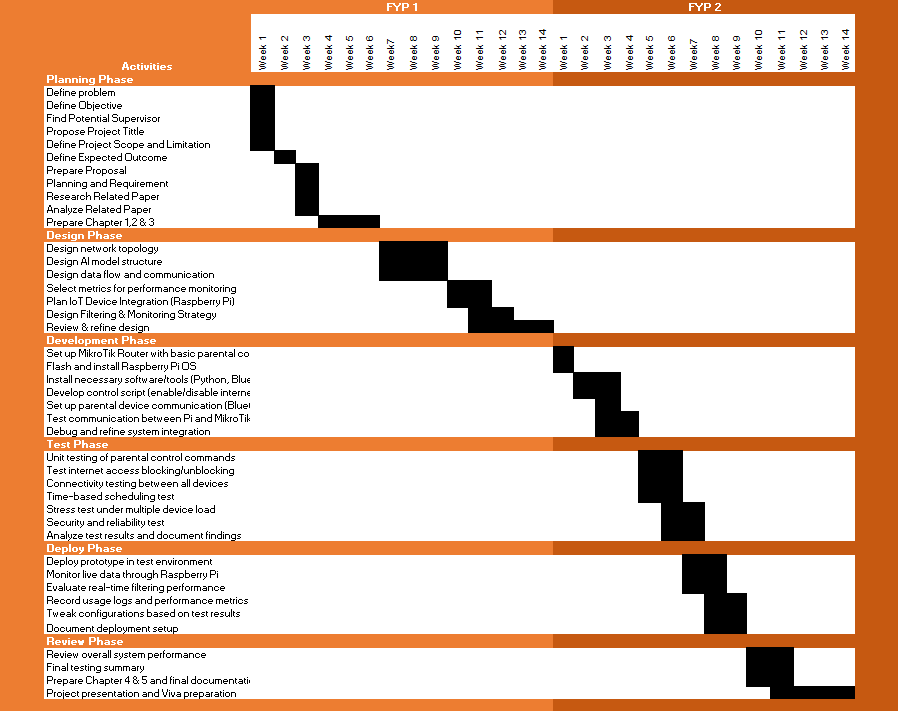 FYP 1
FYP 2
Activities
Week 1
Week 2
Week 3
Week 4
Week 5
Week 6
Week7
Week 8
Week 9
Week 10
Week 11
Week 12
Week 13
Week 14
Week 1
Week 2
Week 3
Week 4
Week 5
Week 6
Week7
Week 8
Week 9
Week 10
Week 11
Week 12
Week 13
Week 14
Planning Phase
Define problem
Define Objective
Find Potential Supervisor
Propose Project Tittle
Define Project Scope and Limitation
Define Expected Outcome
Prepare Proposal
Planning and Requirement
Research Related Paper
Analyze Related Paper
Prepare Chapter 1,2 & 3
Design Phase
Design network topology
Design AI model structure
Design data flow and communication
Select metrics for performance monitoring
Plan IoT Device Integration (Raspberry Pi)
Design Filtering & Monitoring Strategy
Review & refine design
Development Phase
Set up MikroTik Router with basic parental co
Flash and install Raspberry Pi OS
Install necessary software/tools (Python, Blue
Develop control script (enable/disable interne
Set up parental device communication (Bluet
Test communication between Pi and MikroTik
Debug and refine system integration
Test Phase
Unit testing of parental control commands
Test internet access blocking/unblocking
Connectivity testing between all devices
Time-based scheduling test
Stress test under multiple device load
Security and reliability test
Analyze test results and document findings
Deploy Phase
Deploy prototype in test environment
Monitor live data through Raspberry Pi
Evaluate real-time filtering performance
Record usage logs and performance metrics
Tweak configurations based on test results
Document deployment setup
Review Phase
Review overall system performance
Final testing summary
Prepare Chapter 4 & 5 and final documentati
Project presentation and Viva preparation